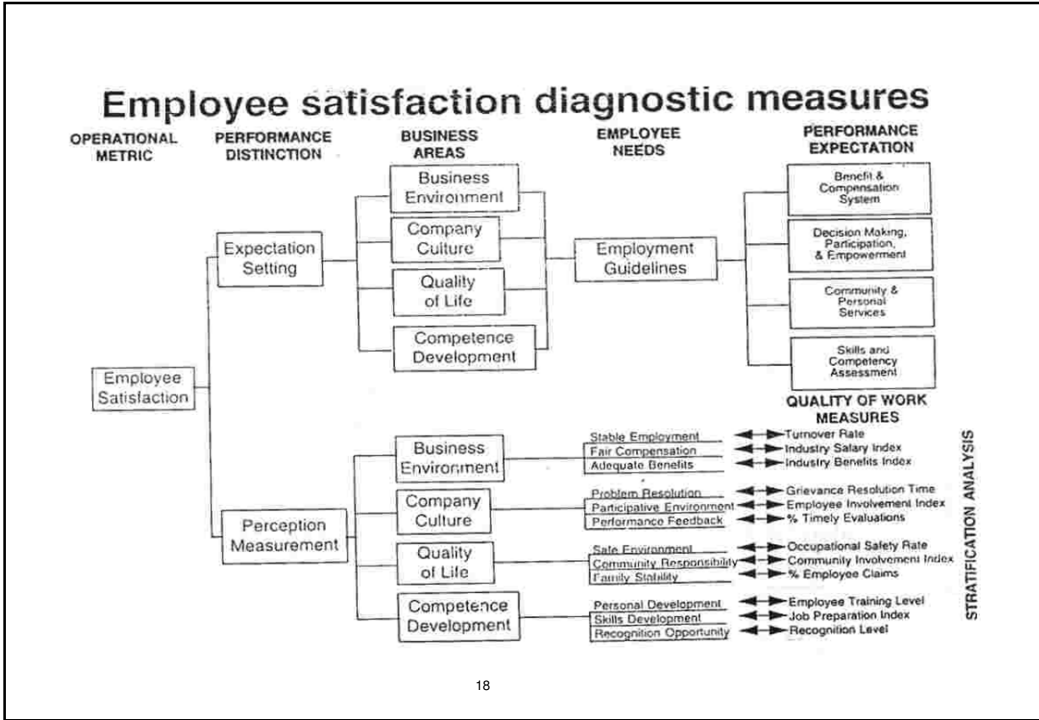 Employee satisfaction diagnostic measures
OPERATIONAL
METRIC
PERFORMANCE
DISTINCTION
BUSINESS
AREAS
EMPLOYEE
NEEDS
PERFORMANCE
EXPECTATION
Employee
Satisfaction
Expectation
Setting
Business
Environment
Company
Culture
Quality
of Life
Competence
Development
Employment
Guidelines
Benefit &
Compensation
System
Decision Making,
Participation,
& Empowerment
Community &
Personal
Services
Skills and
Competency
Assessment
QUALITY OF WORK
MEASURES
Perception
Measurement
Business
Environment
Stable Employment Turnover Rate
Fair Compensation Industry Salary Index
Adequate Benefits Industry Benefits Index
Company
Culture
Problem Resolution Grievance Resolution Time
Participative Environment Employee Involvement Index
Performance Feedback % Timely Evaluations
Quality
of Life
Safe Environment Occupational Safety Rate
Community Responsibility Community Involvement Index
Family Stability % Employee Claims
Competence
Development
Personal Development Employee Training Level
Skills Development Job Preparation Index
Recognition Opportunity Recognition Level
STRATIFICATION ANALYSIS
18